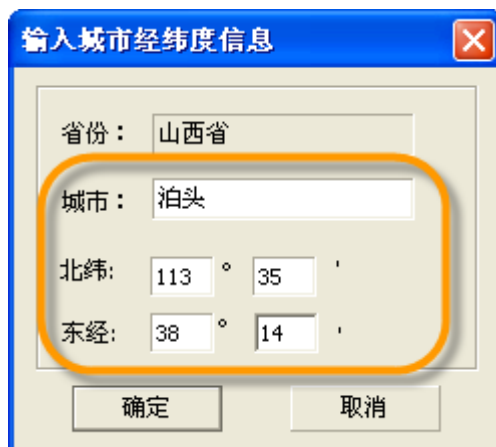 输入城市经纬度信息
省份： 山西省
城市： 泊头
北纬: 113 ° 35 '
东经: 38 ° 14 '
确定 取消